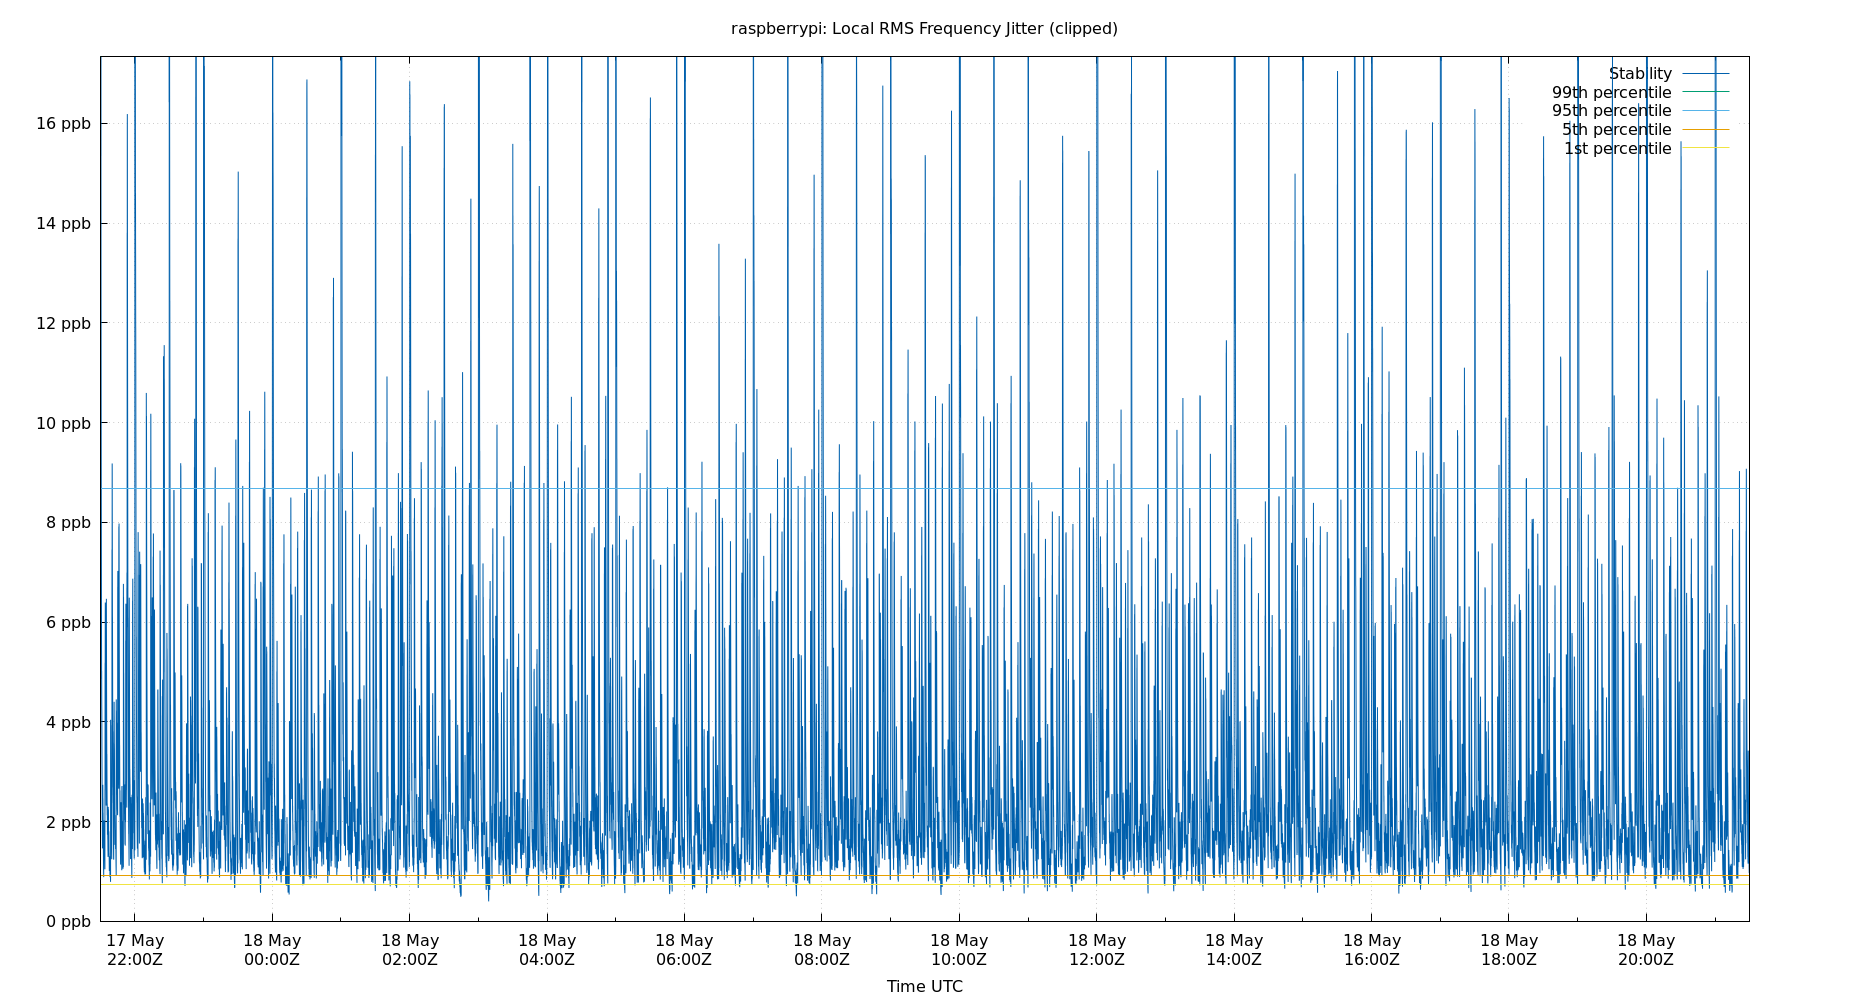 raspberrypi: Local RMS Frequency Jitter (clipped)
Stability
99th percentile
95th percentile
5th percentile
1st percentile
16 ppb
14 ppb
12 ppb
10 ppb
8 ppb
6 ppb
4 ppb
2 ppb
0 ppb
17 May 18 May 18 May 18 May 18 May 18 May 18 May 18 May 18 May 18 May 18 May 18 May
22:00Z 00:00Z 02:00Z 04:00Z 06:00Z 08:00Z 10:00Z 12:00Z 14:00Z 16:00Z 18:00Z 20:00Z
Time UTC